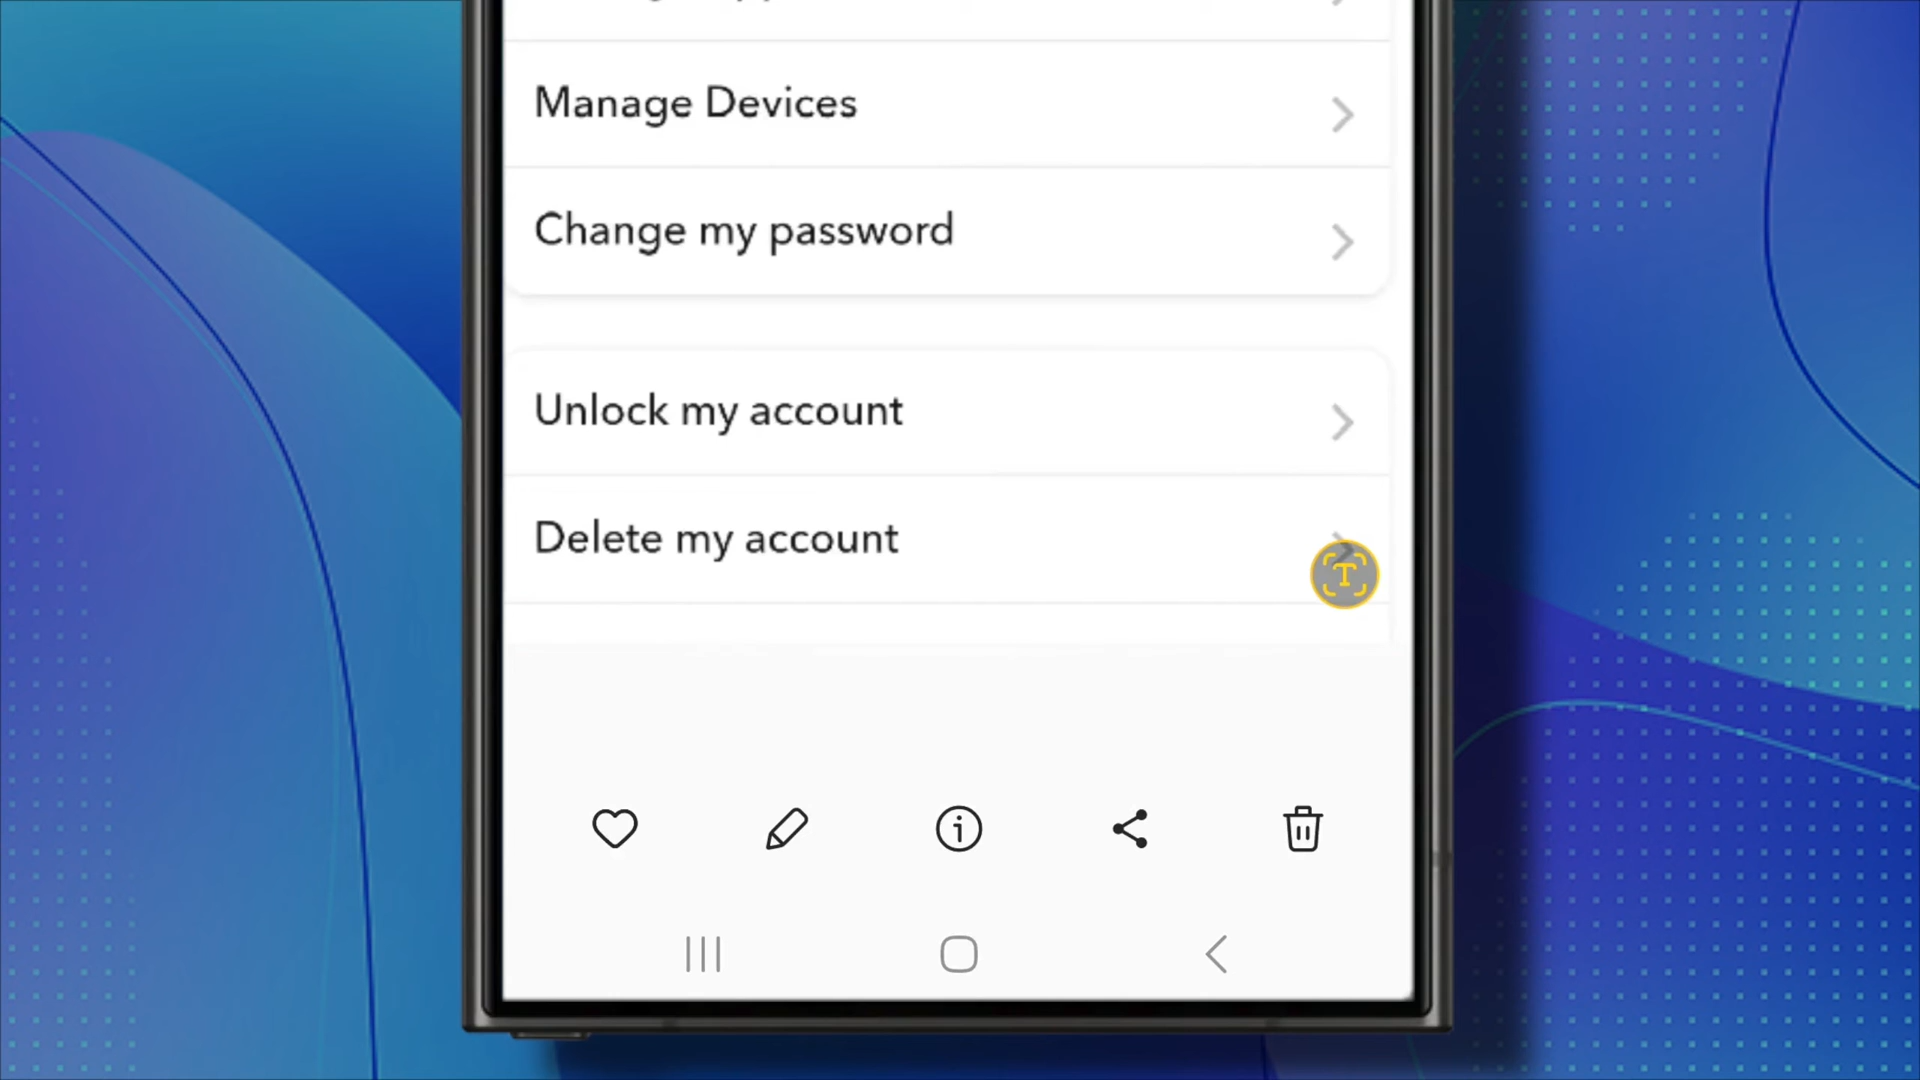 Manage Devices
Change my password
Unlock my account
Delete my account
T